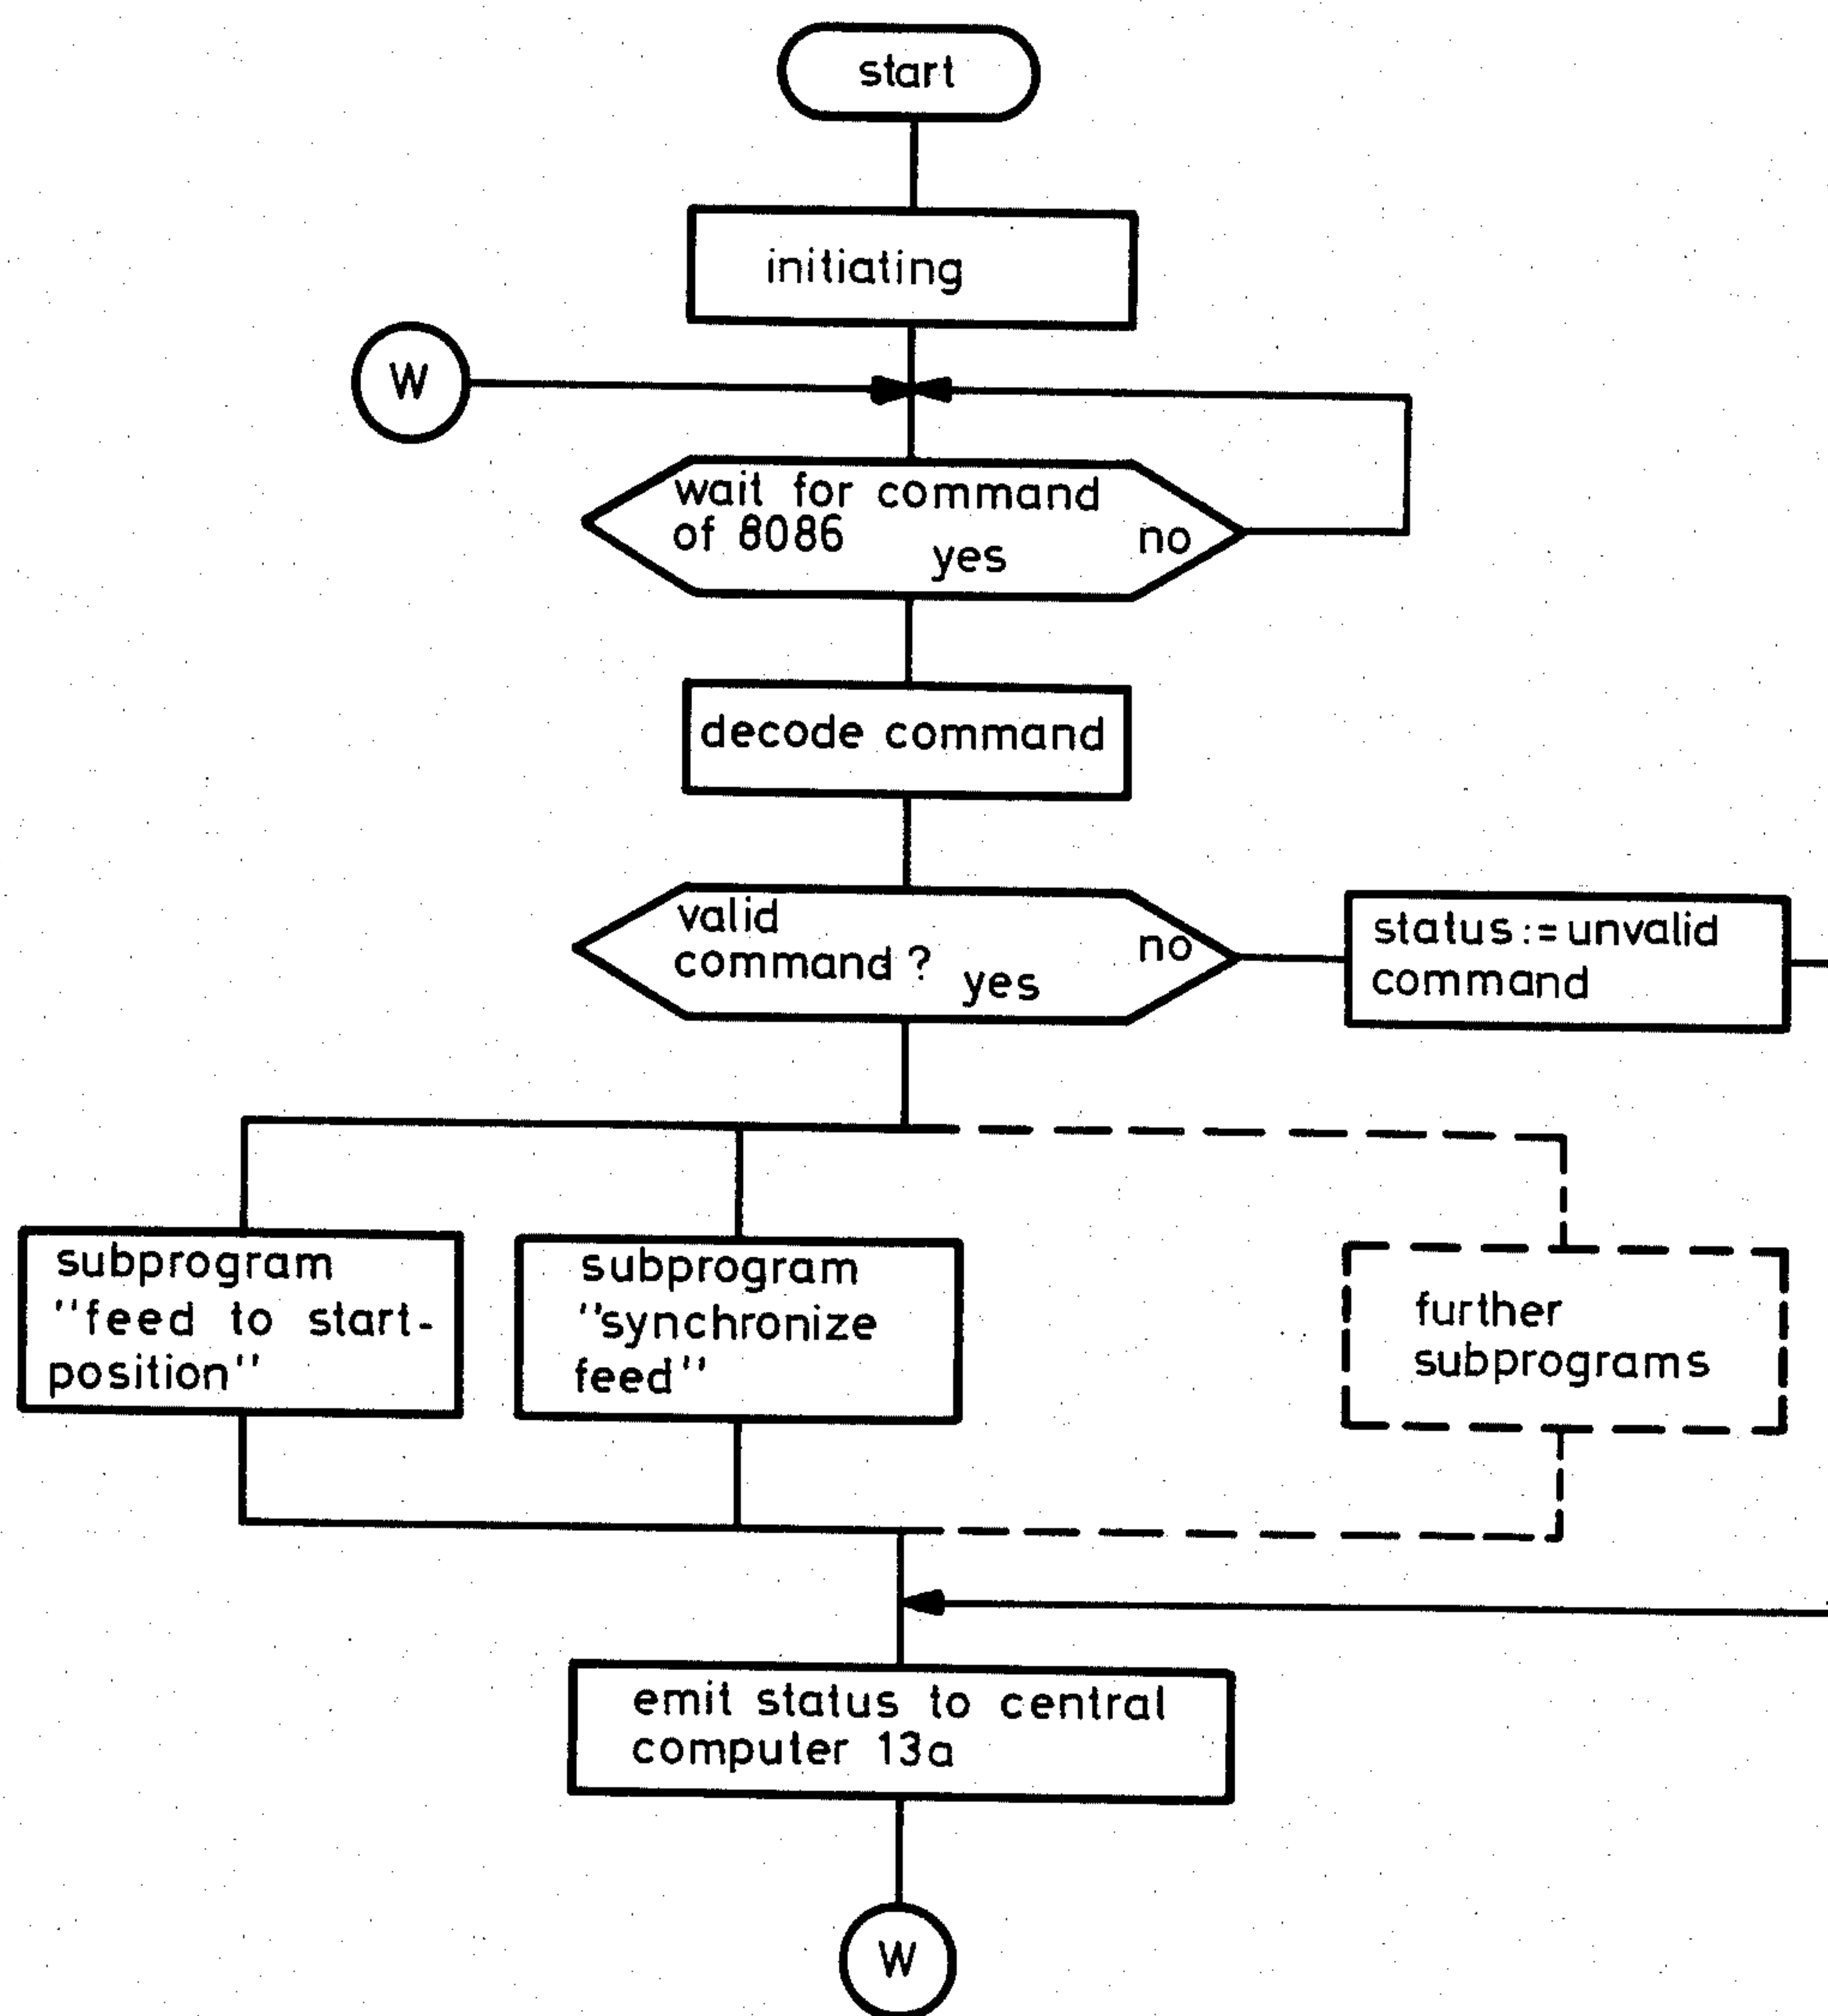 start
initiating
W
wait for command
of 8086
yes
no
decode command
valid
command ?
yes
no
status:=unvalid
command
subprogram
"feed to start-
position"
subprogram
"synchronize
feed"
further
subprograms
emit status to central
computer 13a
W